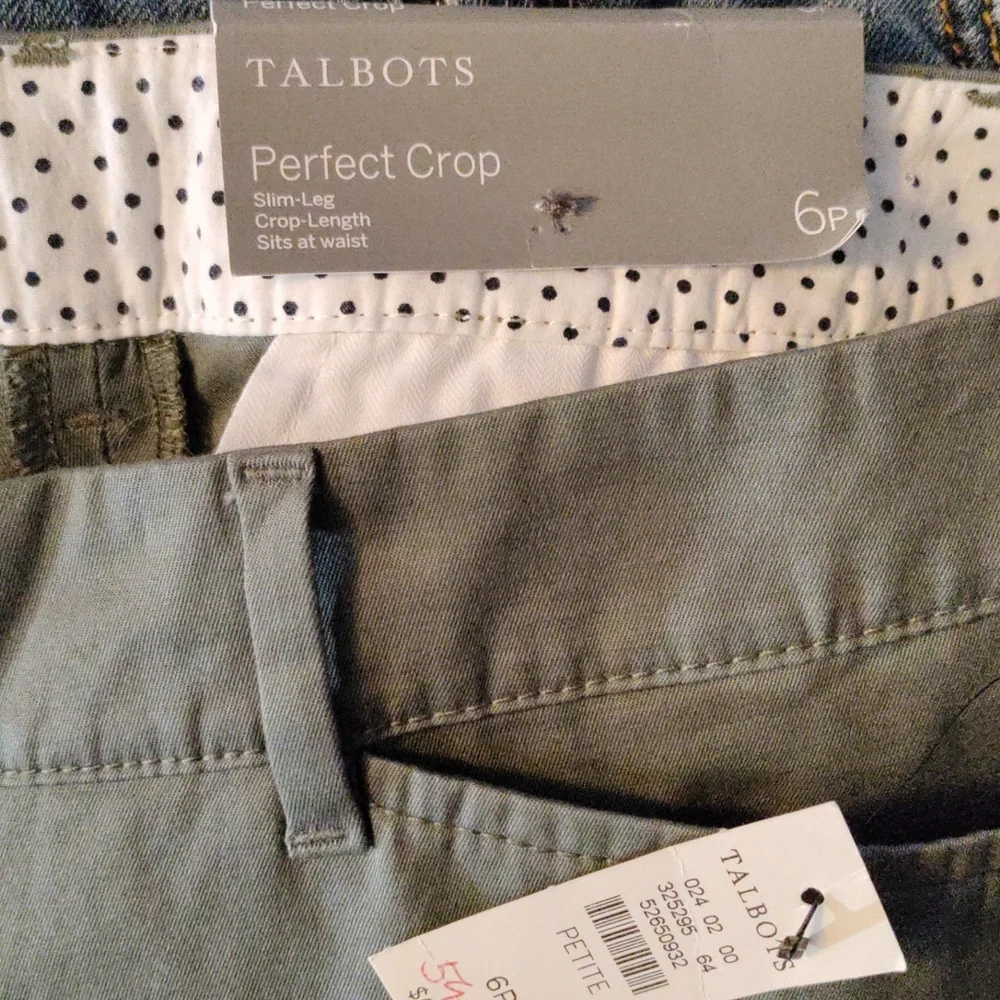 Perfect Crop
TALBOTS
Perfect Crop
Slim-Leg
Crop-Length
Sits at waist
6P
TALBOTS
024 02 00
325295 64
52650932
PETITE
6P